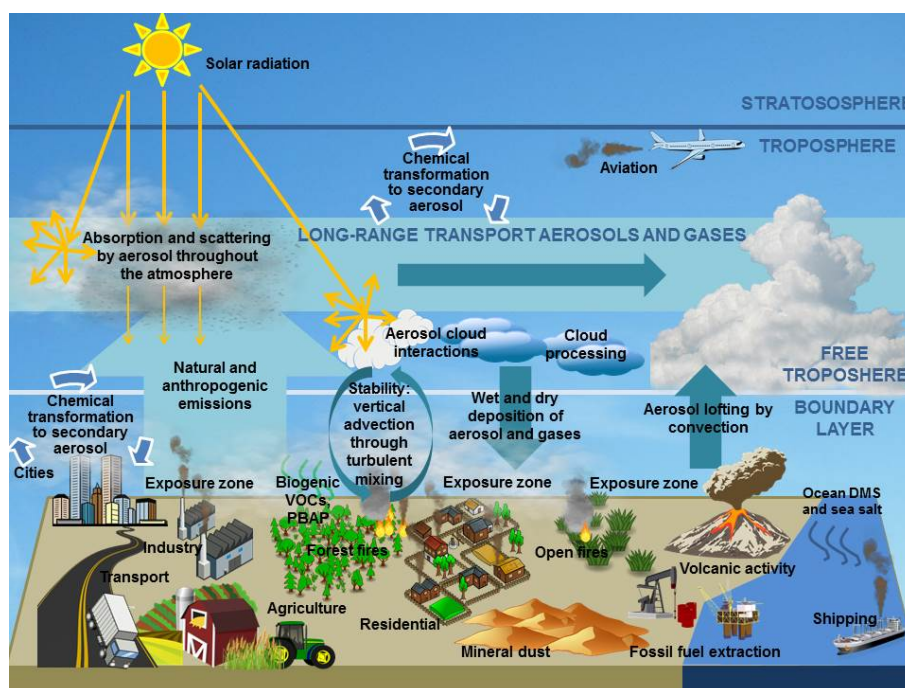 Solar radiation
STRATOSOSPHERE
TROPOSPHERE
Aviation
Chemical
transformation
to secondary
aerosol
LONG-RANGE TRANSPORT AEROSOLS AND GASES
Absorption and scattering
by aerosol throughout
the atmosphere
Aerosol cloud
interactions
Cloud
processing
FREE
TROPOSHERE
Natural and
anthropogenic
emissions
Stability:
vertical
advection
through
turbulent
mixing
Wet and dry
deposition of
aerosol and gases
Aerosol lofting by
convection
BOUNDARY
LAYER
Chemical
transformation
to secondary
aerosol
Cities
Exposure zone
Biogenic
VOCs,
PBAP
Exposure zone
Exposure zone
Ocean DMS
and sea salt
Industry
Forest fires
Open fires
Volcanic activity
Transport
Agriculture
Residential
Mineral dust
Fossil fuel extraction
Shipping